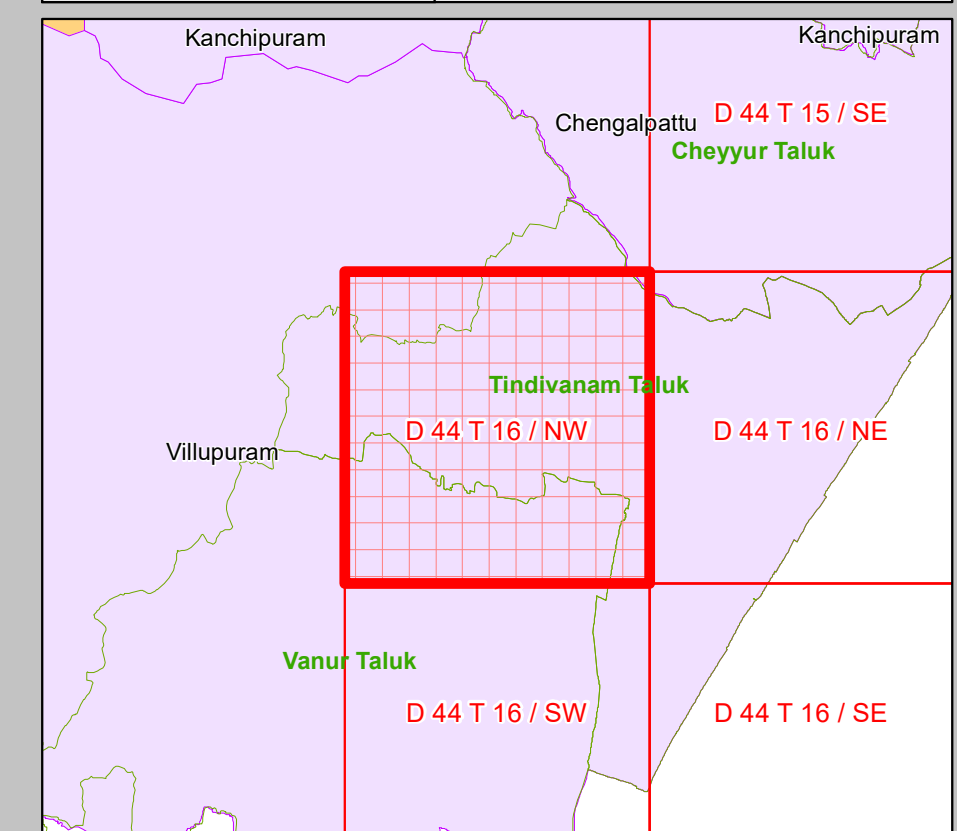 Kanchipuram
Kanchipuram
D 44 T 15 / SE
Chengalpattu
Cheyyur Taluk
Tindivanam Taluk
D 44 T 16 / NW
D 44 T 16 / NE
Villupuram
Vanur Taluk
D 44 T 16 / SW
D 44 T 16 / SE